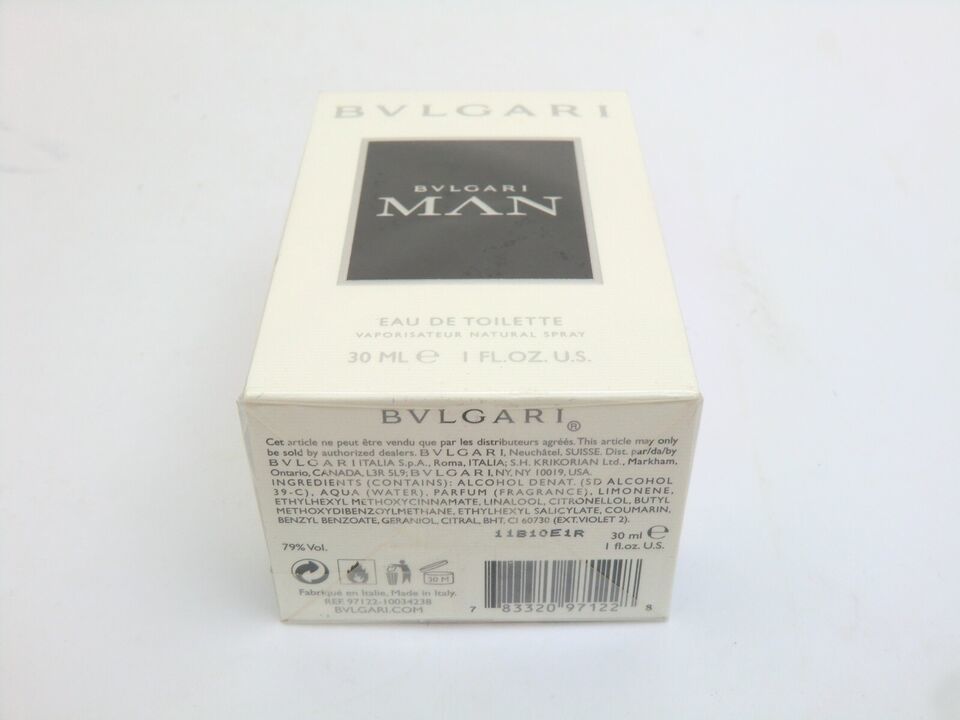 BVLGARI
BVLGARI
MAN
EAU DE TOILETTE
VAPORISATEUR NATURAL SPRAY
30 ML ℮ 1 FL.OZ. U.S.
BVLGARI®
Cet article ne peut être vendu que par les distributeurs agréés. This article may only
be sold by authorized dealers. BVLGARI, Neuchâtel, SUISSE. Dist. par/da/by
BVLGARI ITALIA S.p.A., Roma, ITALIA; S.H. KRIKORIAN Ltd., Markham,
Ontario, CANADA, L3R 5L9; BVLGARI, NY, NY 10019, USA.
INGREDIENTS (CONTAINS): ALCOHOL DENAT. (SD ALCOHOL
39-C), AQUA (WATER), PARFUM (FRAGRANCE), LIMONENE,
ETHYLHEXYL METHOXYCINNAMATE, LINALOOL, CITRONELLOL, BUTYL
METHOXYDIBENZOYLMETHANE, ETHYLHEXYL SALICYLATE, COUMARIN,
BENZYL BENZOATE, GERANIOL, CITRAL, BHT, CI 60730 (EXT. VIOLET 2).
11810E1R
30 ml ℮
79% Vol.
1 fl.oz. U.S.
30 M
Fabriqué en Italie, Made in Italy.
REF. 97122-10034238
BVLGARI.COM
7 83320 97122 8